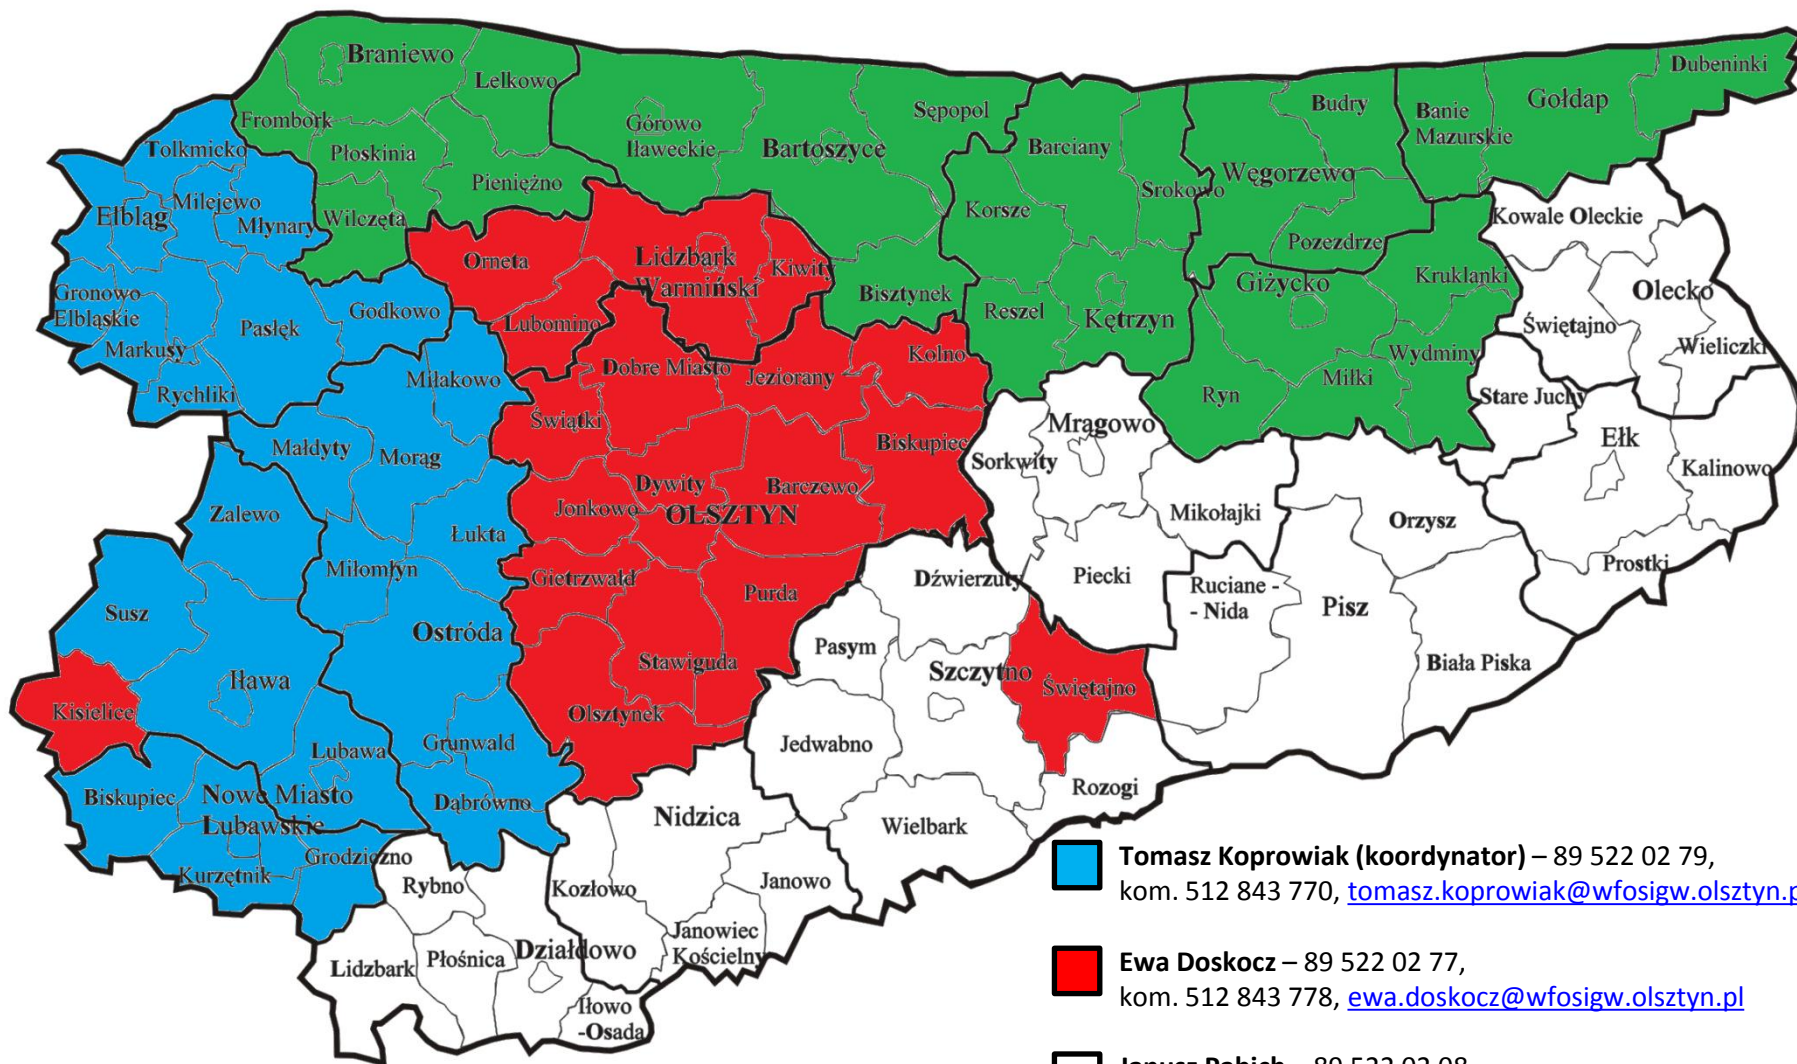 Braniewo
Lelkowo
Frombork
Płoskinia
Pieniężno
Wilczęta
Górowo
Iławeckie
Bartoszyce
Sępopol
Bisztynek
Barciany
Srokowo
Korsze
Reszel
Kętrzyn
Budry
Węgorzewo
Pozezdrze
Banie
Mazurskie
Gołdap
Dubeninki
Giżycko
Kruklanki
Wydminy
Miłki
Ryn
Kowale Oleckie
Olecko
Świętajno
Wieliczki
Stare Juchy
Ełk
Kalinowo
Prostki
Tolkmicko
Milejewo
Elbląg
Młynary
Gronowo
Elbląskie
Markusy
Pasłęk
Godkowo
Rychliki
Orneta
Lidzbark
Warmiński
Kiwity
Lubomino
Dobre Miasto
Jeziorany
Kolno
Świątki
Biskupiec
Dywity
Barczewo
Jonkowo
OLSZTYN
Gietrzwałd
Purda
Stawiguda
Olsztynek
Miłakowo
Małdyty
Morąg
Zalewo
Łukta
Miłomłyn
Ostróda
Grunwald
Dąbrówno
Susz
Iława
Kisielice
Lubawa
Biskupiec
Nowe Miasto
Lubawskie
Kurzętnik
Grodziczno
Mrągowo
Sorkwity
Mikołajki
Piecki
Orzysz
Ruciane -
- Nida
Pisz
Biała Piska
Dźwierzuty
Pasym
Szczytno
Świętajno
Jedwabno
Rozogi
Wielbark
Nidzica
Kozłowo
Janowo
Janowiec
Kościelny
Rybno
Lidzbark
Płośnica
Działdowo
Iłowo
-Osada
Tomasz Koprowiak (koordynator) – 89 522 02 79,
kom. 512 843 770, tomasz.koprowiak@wfosigw.olsztyn.p
Ewa Doskocz – 89 522 02 77,
kom. 512 843 778, ewa.doskocz@wfosigw.olsztyn.pl